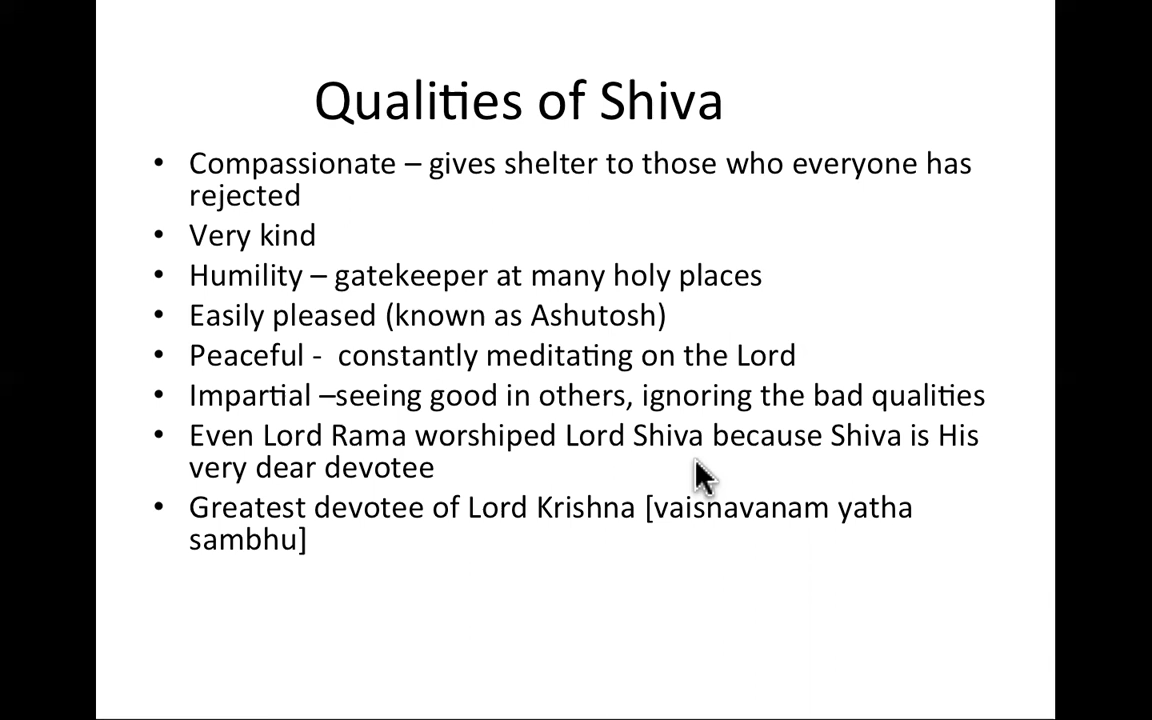 Qualities of Shiva
• Compassionate – gives shelter to those who everyone has
rejected
• Very kind
• Humility – gatekeeper at many holy places
• Easily pleased (known as Ashutosh)
• Peaceful -  constantly meditating on the Lord
• Impartial –seeing good in others, ignoring the bad qualities
• Even Lord Rama worshiped Lord Shiva because Shiva is His
very dear devotee
• Greatest devotee of Lord Krishna [vaisnavanam yatha
sambhu]